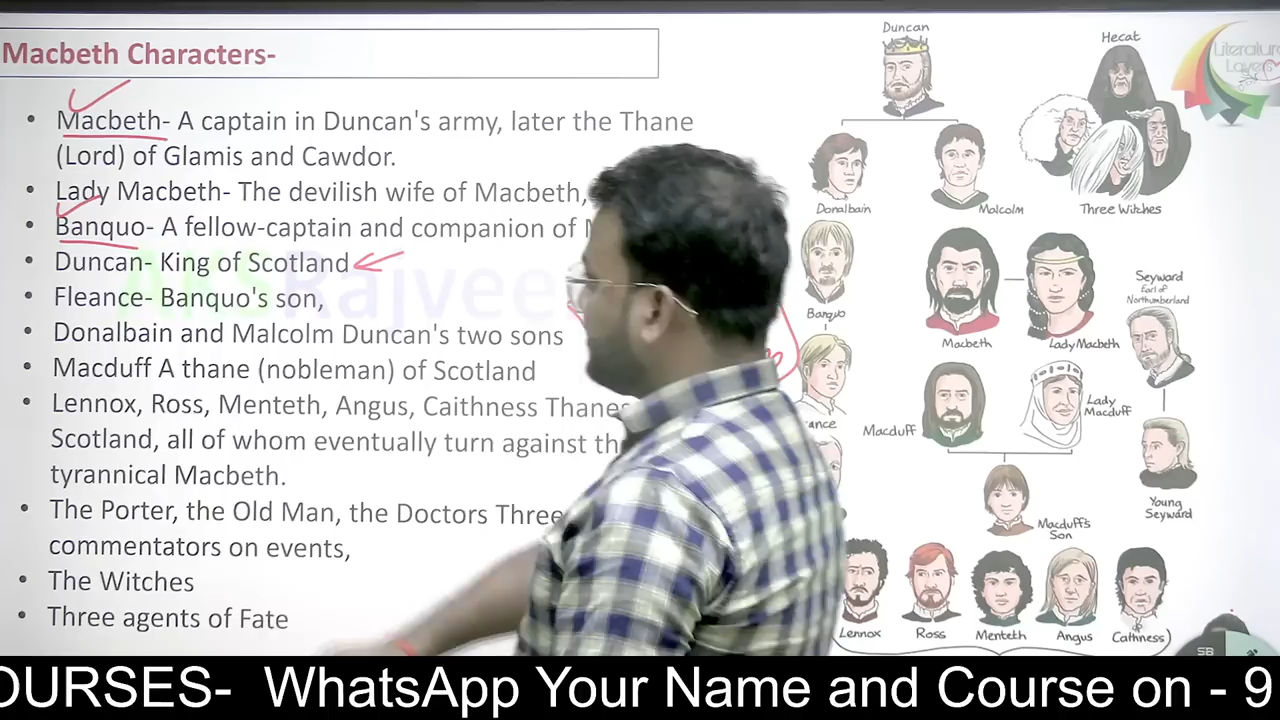 Macbeth Characters-
• Macbeth- A captain in Duncan's army, later the Thane
(Lord) of Glamis and Cawdor.
• Lady Macbeth- The devilish wife of Macbeth,
• Banquo- A fellow-captain and companion of
• Duncan- King of Scotland
• Fleance- Banquo's son,
• Donalbain and Malcolm Duncan's two sons
• Macduff A thane (nobleman) of Scotland
• Lennox, Ross, Menteth, Angus, Caithness Thanes
Scotland, all of whom eventually turn against
tyrannical Macbeth.
• The Porter, the Old Man, the Doctors Three
commentators on events,
• The Witches
• Three agents of Fate
Duncan
Hecat
Literature
Lovers
Donalbain
Malcolm
Three Witches
Banquo
Macbeth
Lady Macbeth
Seyward
Earl of
Northumberland
Macduff
Lady
Macduff
Macduff's
Son
Young
Seyward
Lennox
Ross
Menteth
Angus
Cathness
SB
OURSES- WhatsApp Your Name and Course on - 9